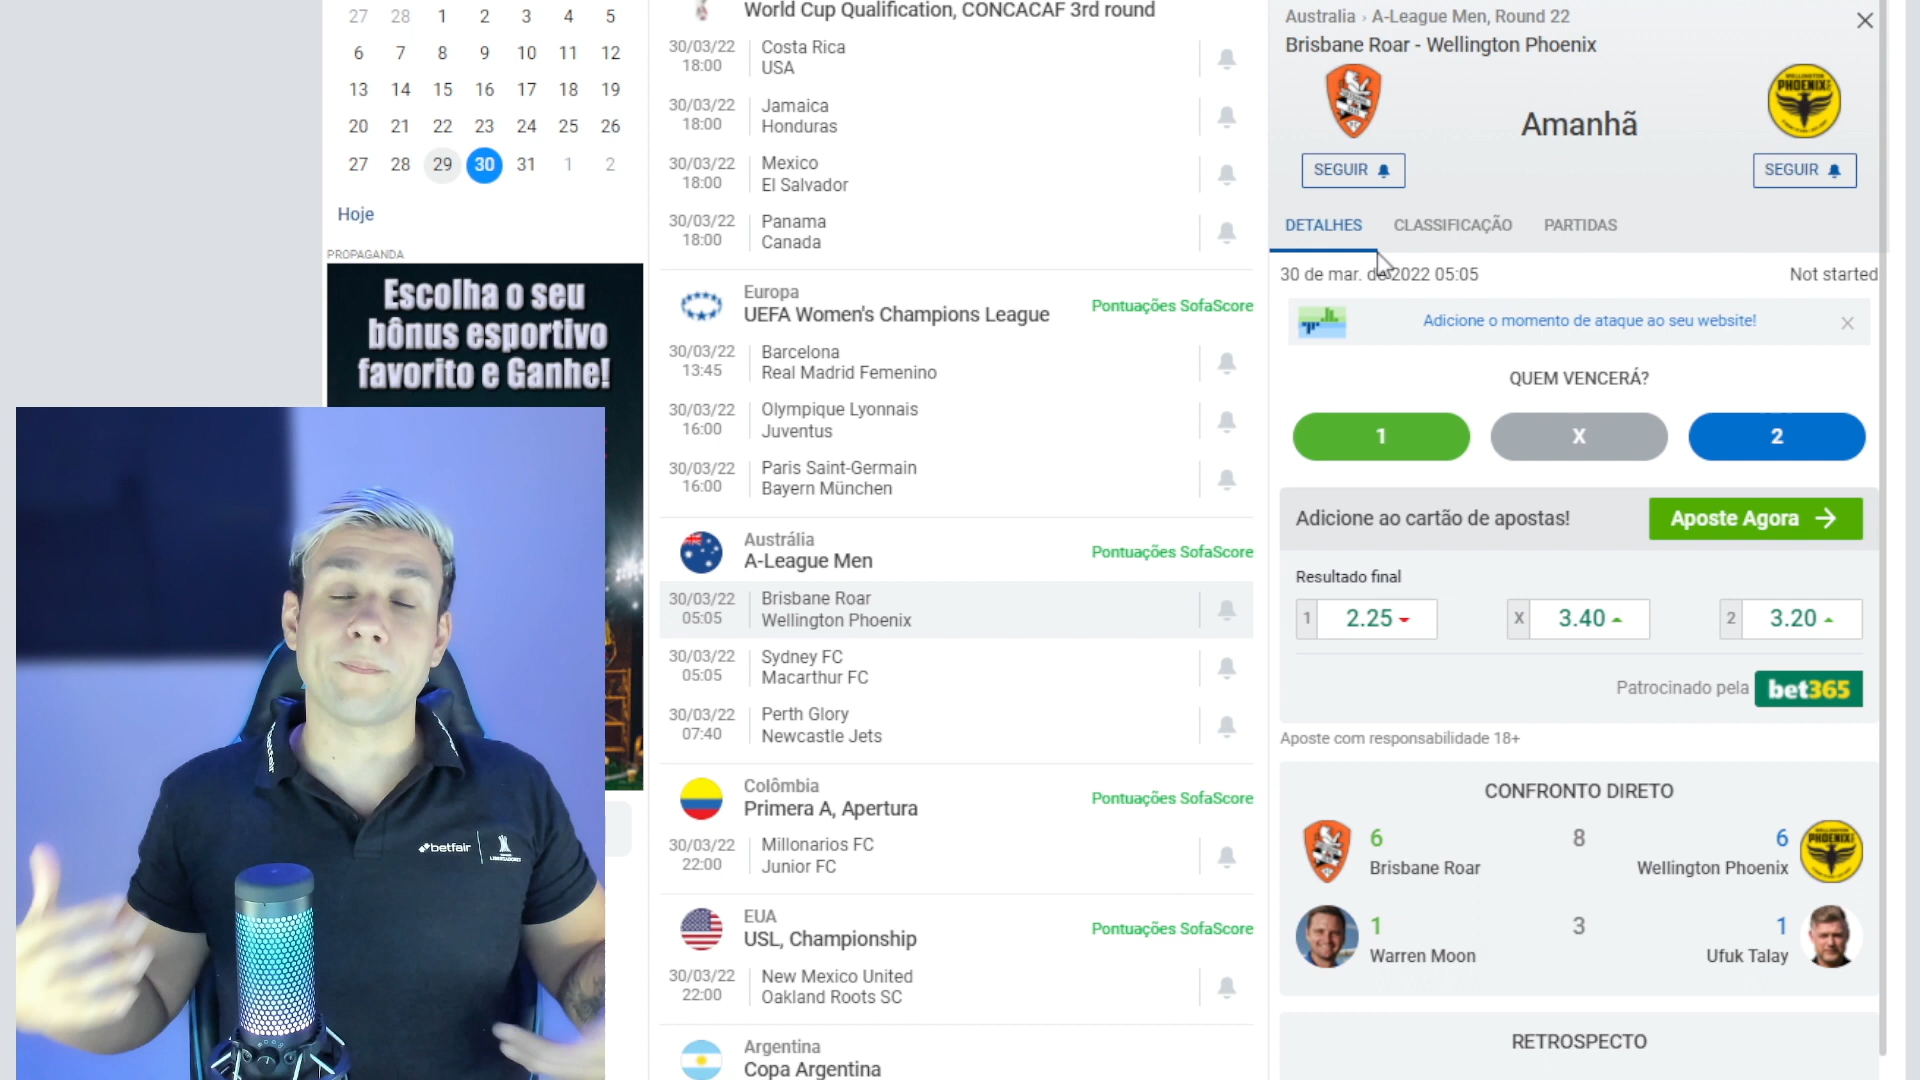 27 28 1 2 3 4 5
6 7 8 9 10 11 12
13 14 15 16 17 18 19
20 21 22 23 24 25 26
27 28 29 30 31 1 2
Hoje
PROPAGANDA
Escolha o seu
bônus esportivo
favorito e Ganhe!
betfair
World Cup Qualification, CONCACAF 3rd round
30/03/22 Costa Rica
18:00 USA
30/03/22 Jamaica
18:00 Honduras
30/03/22 Mexico
18:00 El Salvador
30/03/22 Panama
18:00 Canada
Europa
UEFA Women's Champions League Pontuações SofaScore
30/03/22 Barcelona
13:45 Real Madrid Femenino
30/03/22 Olympique Lyonnais
16:00 Juventus
30/03/22 Paris Saint-Germain
16:00 Bayern München
Austrália
A-League Men Pontuações SofaScore
30/03/22 Brisbane Roar
05:05 Wellington Phoenix
30/03/22 Sydney FC
05:05 Macarthur FC
30/03/22 Perth Glory
07:40 Newcastle Jets
Colômbia
Primera A, Apertura Pontuações SofaScore
30/03/22 Millonarios FC
22:00 Junior FC
EUA
USL, Championship Pontuações SofaScore
30/03/22 New Mexico United
22:00 Oakland Roots SC
Argentina
Copa Argentina
Australia › A-League Men, Round 22
Brisbane Roar - Wellington Phoenix
PHOENIX
Amanhã
SEGUIR SEGUIR
DETALHES CLASSIFICAÇÃO PARTIDAS
30 de mar. de 2022 05:05 Not started
Adicione o momento de ataque ao seu website!
QUEM VENCERÁ?
1 X 2
Adicione ao cartão de apostas! Aposte Agora
Resultado final
1 2.25 X 3.40 2 3.20
Patrocinado pela bet365
Aposte com responsabilidade 18+
CONFRONTO DIRETO
6 8 6
Brisbane Roar Wellington Phoenix
PHOENIX
1 3 1
Warren Moon Ufuk Talay
RETROSPECTO